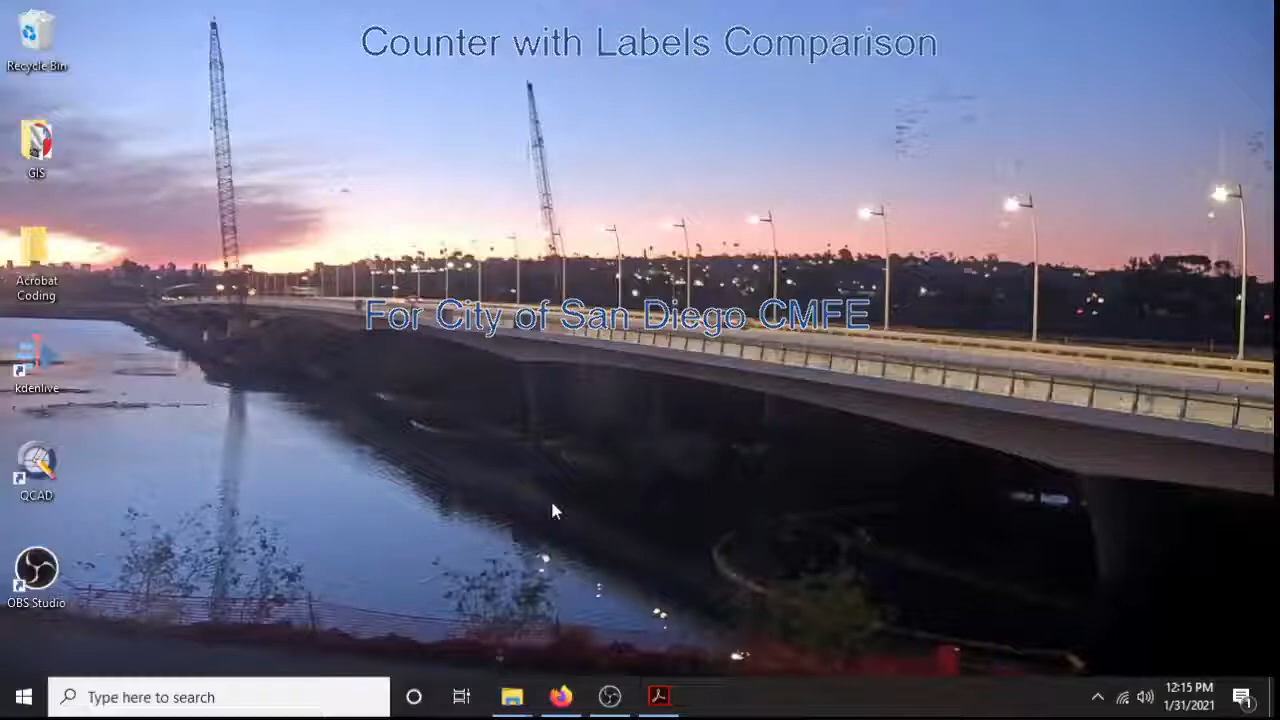 Counter with Labels Comparison
Recycle Bin
GIS
Acrobat
Coding
For City of San Diego CMFE
kdenlive
QCAD
OBS Studio
Type here to search
12:15 PM
1/31/2021
1